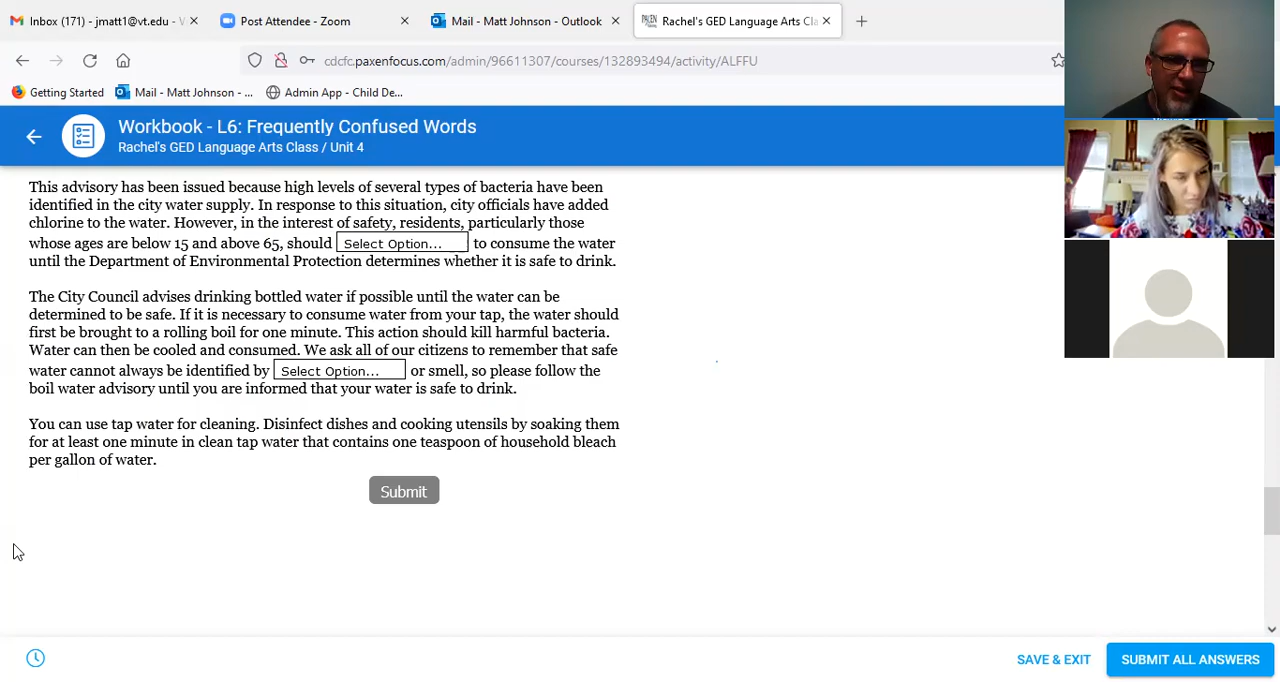 Inbox (171) - jmatt1@vt.edu - V
Post Attendee - Zoom
Mail - Matt Johnson - Outlook
Rachel's GED Language Arts Cla
cdcfc.paxenfocus.com/admin/96611307/courses/132893494/activity/ALFFU
Getting Started
Mail - Matt Johnson - ...
Admin App - Child De...
Workbook - L6: Frequently Confused Words
Rachel's GED Language Arts Class / Unit 4
This advisory has been issued because high levels of several types of bacteria have been
identified in the city water supply. In response to this situation, city officials have added
chlorine to the water. However, in the interest of safety, residents, particularly those
whose ages are below 15 and above 65, should Select Option... to consume the water
until the Department of Environmental Protection determines whether it is safe to drink.
The City Council advises drinking bottled water if possible until the water can be
determined to be safe. If it is necessary to consume water from your tap, the water should
first be brought to a rolling boil for one minute. This action should kill harmful bacteria.
Water can then be cooled and consumed. We ask all of our citizens to remember that safe
water cannot always be identified by Select Option... or smell, so please follow the
boil water advisory until you are informed that your water is safe to drink.
You can use tap water for cleaning. Disinfect dishes and cooking utensils by soaking them
for at least one minute in clean tap water that contains one teaspoon of household bleach
per gallon of water.
Submit
SAVE & EXIT
SUBMIT ALL ANSWERS